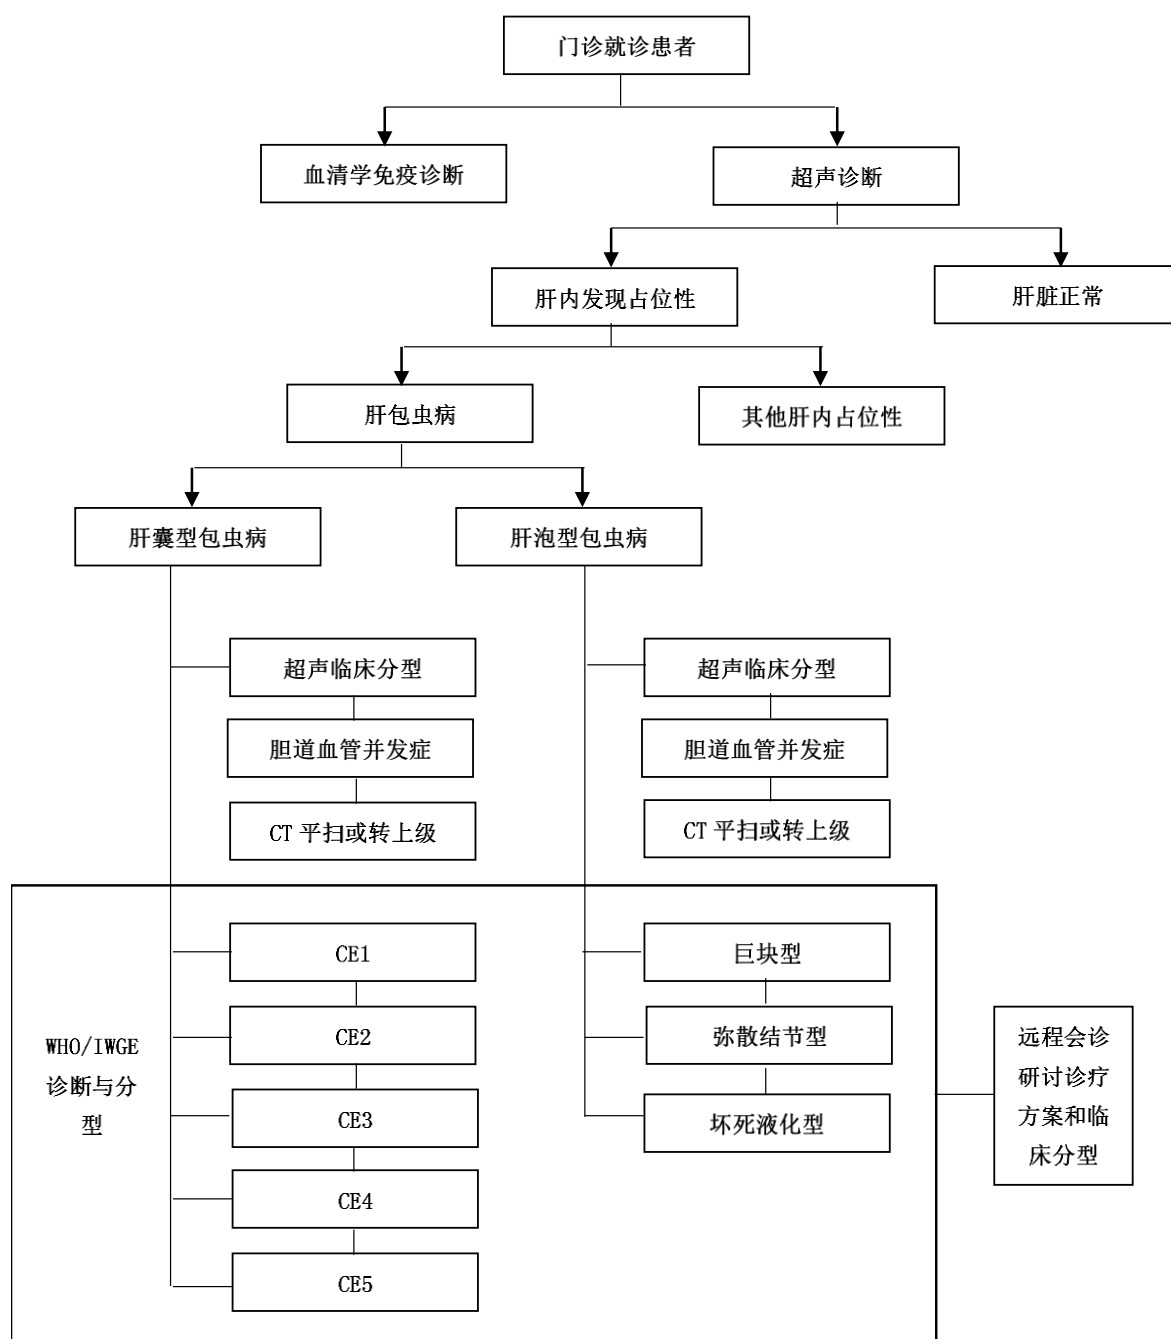 门诊就诊患者
血清学免疫诊断
超声诊断
肝内发现占位性
肝脏正常
肝包虫病
其他肝内占位性
肝囊型包虫病
肝泡型包虫病
超声临床分型
超声临床分型
胆道血管并发症
胆道血管并发症
CT 平扫或转上级
CT 平扫或转上级
WHO/IWGE
诊断与分
型
CE1
CE2
CE3
CE4
CE5
巨块型
弥散结节型
坏死液化型
远程会诊
研讨诊疗
方案和临
床分型